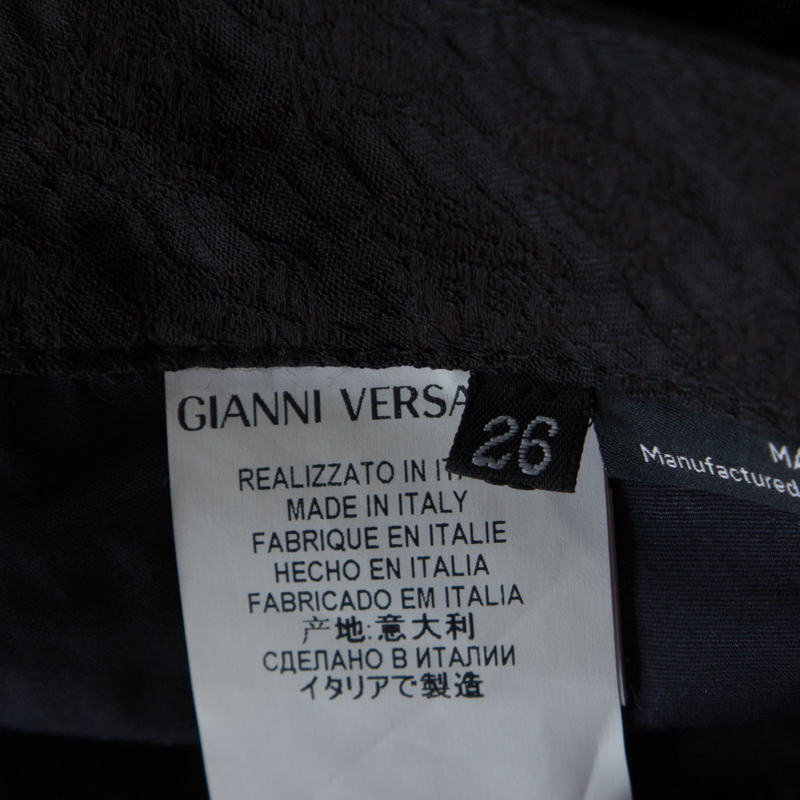 GIANNI VERSA
26
REALIZZATO IN ITA
MADE IN ITALY
FABRIQUE EN ITALIE
HECHO EN ITALIA
FABRICADO EM ITALIA
产地:意大利
СДЕЛАНО В ИТАЛИИ
イタリアで製造
MA
Manufactured